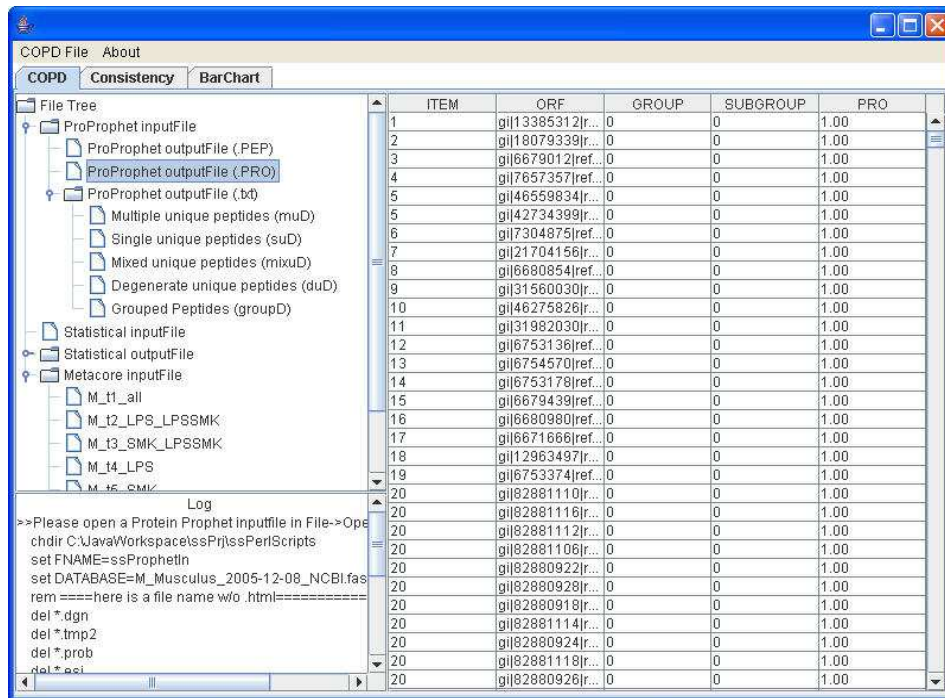 COPD File About
COPD Consistency BarChart
File Tree
ProProphet inputFile
ProProphet outputFile (.PEP)
ProProphet outputFile (.PRO)
ProProphet outputFile (.txt)
Multiple unique peptides (muD)
Single unique peptides (suD)
Mixed unique peptides (mixuD)
Degenerate unique peptides (duD)
Grouped Peptides (groupD)
Statistical inputFile
Statistical outputFile
Metacore inputFile
M_t1_all
M_t2_LPS_LPSSMK
M_t3_SMK_LPSSMK
M_t4_LPS
M_t5_SMK
Log
>>Please open a Protein Prophet inputfile in File->Ope
chdir C:\JavaWorkspace\ssPrj\ssPerlScripts
set FNAME=ssProphetIn
set DATABASE=M_Musculus_2005-12-08_NCBI.fas
rem ====here is a file name w/o .html===========
del *.dgn
del *.tmp2
del *.prob
del *.esi
ITEM ORF GROUP SUBGROUP PRO
1 gi|13385312|r... 0 0 1.00
2 gi|18079339|r... 0 0 1.00
3 gi|6679012|ref... 0 0 1.00
4 gi|7657357|ref... 0 0 1.00
5 gi|46559834|r... 0 0 1.00
5 gi|42734399|r... 0 0 1.00
6 gi|7304875|ref... 0 0 1.00
7 gi|21704156|r... 0 0 1.00
8 gi|6680854|ref... 0 0 1.00
9 gi|31560030|r... 0 0 1.00
10 gi|46275826|r... 0 0 1.00
11 gi|31982030|r... 0 0 1.00
12 gi|6753136|ref... 0 0 1.00
13 gi|6754570|ref... 0 0 1.00
14 gi|6753178|ref... 0 0 1.00
15 gi|6679439|ref... 0 0 1.00
16 gi|6680980|ref... 0 0 1.00
17 gi|6671666|ref... 0 0 1.00
18 gi|12963497|r... 0 0 1.00
19 gi|6753374|ref... 0 0 1.00
20 gi|82881110|r... 0 0 1.00
20 gi|82881116|r... 0 0 1.00
20 gi|82881112|r... 0 0 1.00
20 gi|82881106|r... 0 0 1.00
20 gi|82880922|r... 0 0 1.00
20 gi|82880928|r... 0 0 1.00
20 gi|82880918|r... 0 0 1.00
20 gi|82881114|r... 0 0 1.00
20 gi|82880924|r... 0 0 1.00
20 gi|82881118|r... 0 0 1.00
20 gi|82880926|r... 0 0 1.00